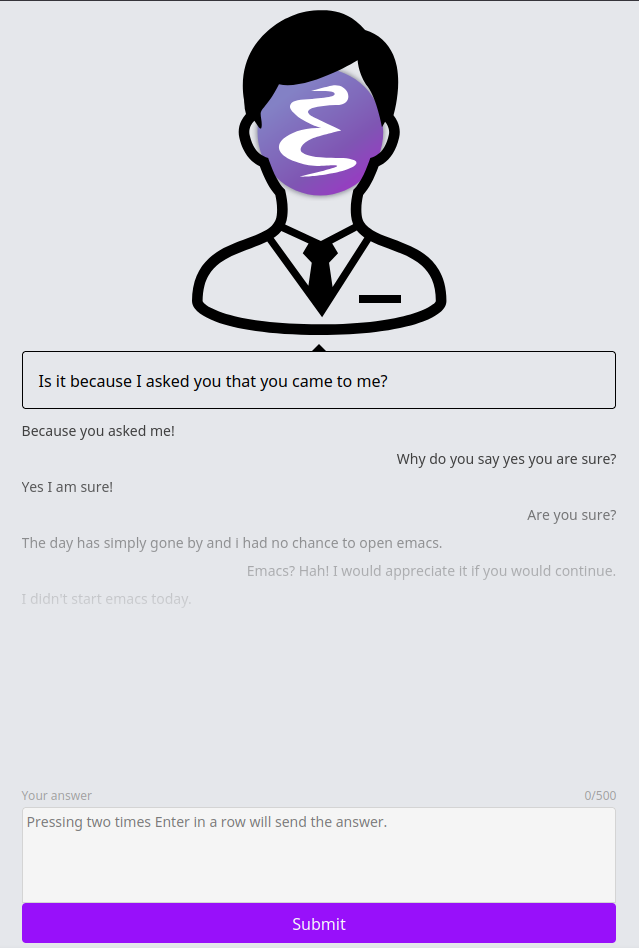 Is it because I asked you that you came to me?
Because you asked me!
Why do you say yes you are sure?
Yes I am sure!
Are you sure?
The day has simply gone by and i had no chance to open emacs.
Emacs? Hah! I would appreciate it if you would continue.
I didn't start emacs today.
Your answer 0/500
Pressing two times Enter in a row will send the answer.
Submit